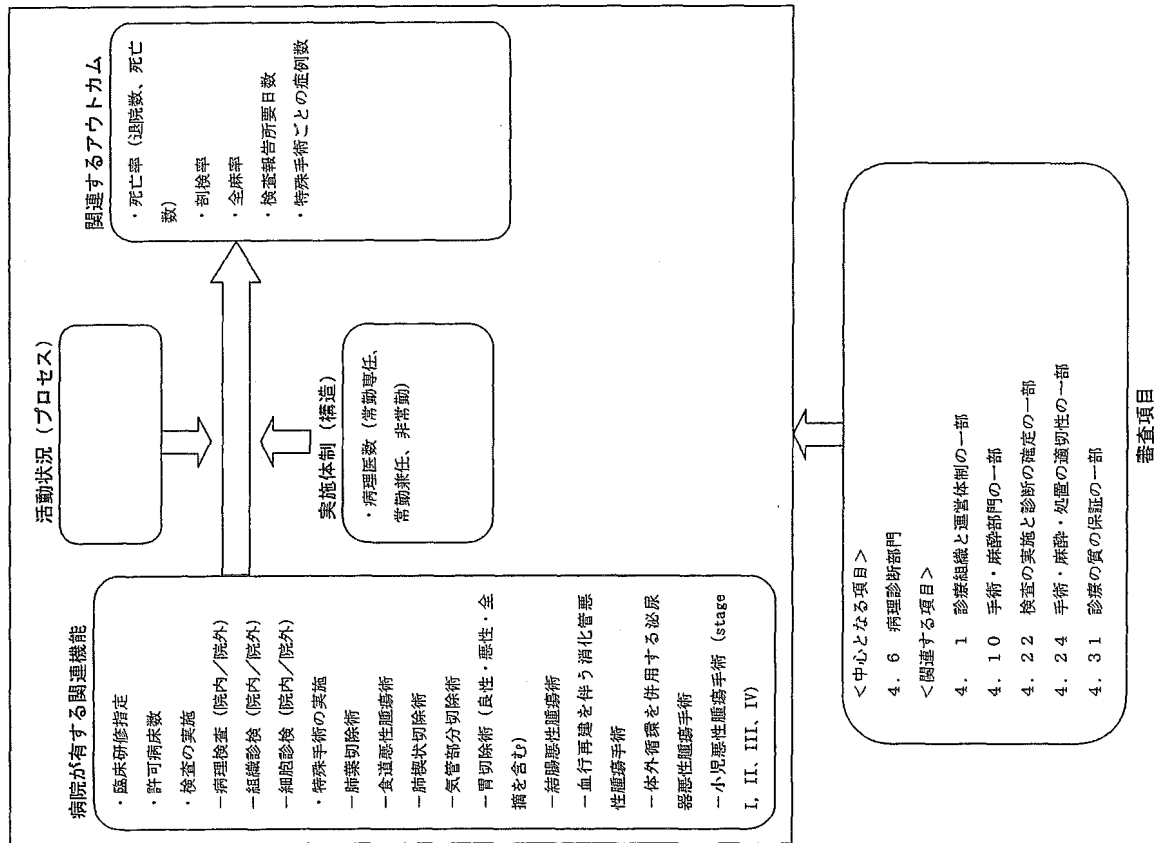 病院が有する関連機能
・臨床研修指定
・許可病床数
・検査の実施
－病理検査（院内／院外）
－組織診検（院内／院外）
－細胞診検（院内／院外）
・特殊手術の実施
－肺葉切除術
－食道悪性腫瘍術
－肺楔状切除術
－気管部分切除術
－胃切除術（良性・悪性・全
摘を含む）
－結腸悪性腫瘍術
－血行再建を伴う消化管悪
性腫瘍手術
－体外循環を併用する泌尿
器悪性腫瘍手術
－小児悪性腫瘍手術（stage
I, II、III、IV）
活動状況（プロセス）
実施体制（構造）
・病理医数（常勤専任、
常勤兼任、非常勤）
関連するアウトカム
・死亡率（退院数、死亡
数）
・剖検率
・全麻率
・検査報告所要日数
・特殊手術ごとの症例数
＜中心となる項目＞
４．６ 病理診断部門
＜関連する項目＞
４．１ 診療組織と運営体制の一部
４．１０ 手術・麻酔部門の一部
４．２２ 検査の実施と診断の確定の一部
４．２４ 手術・麻酔・処置の適切性の一部
４．３１ 診療の質の保証の一部
審査項目